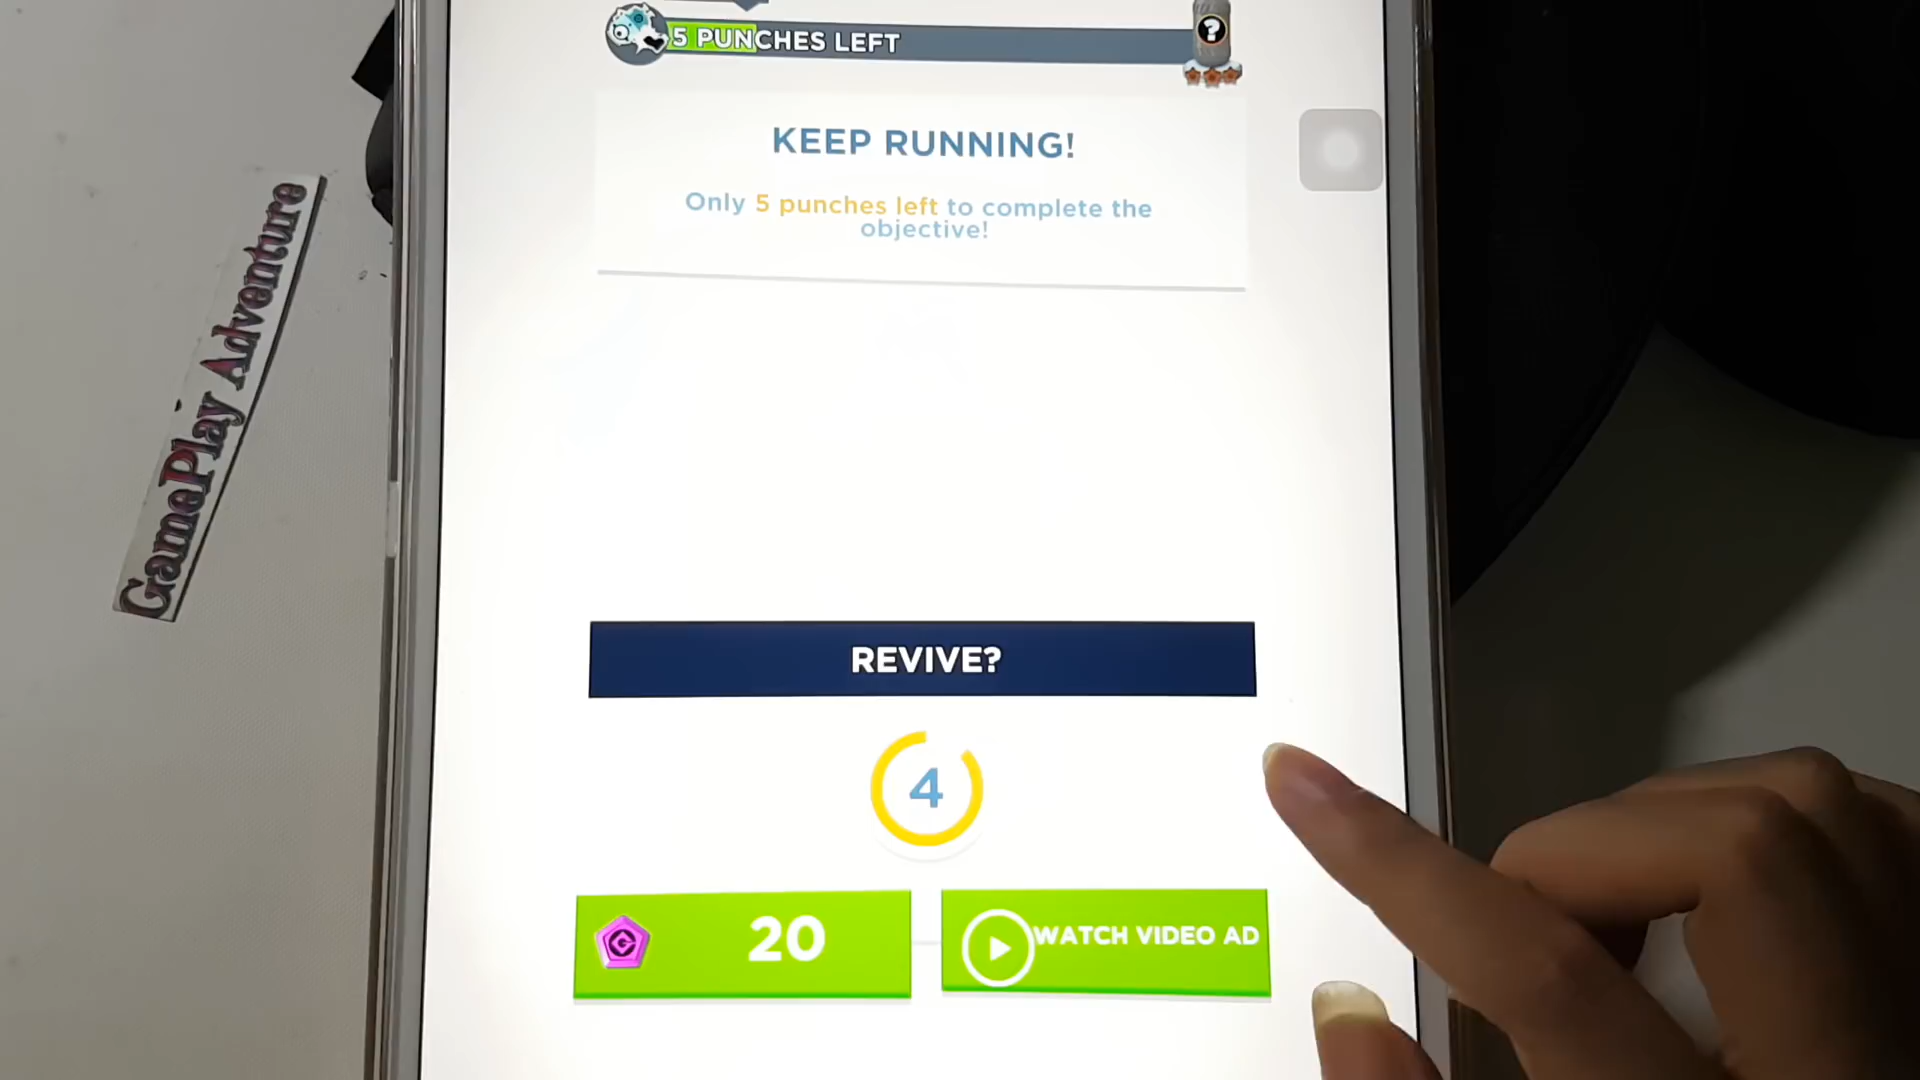 5 PUNCHES LEFT
?
KEEP RUNNING!
Only 5 punches left to complete the
objective!
GamePlay Adventure
REVIVE?
4
20
WATCH VIDEO AD